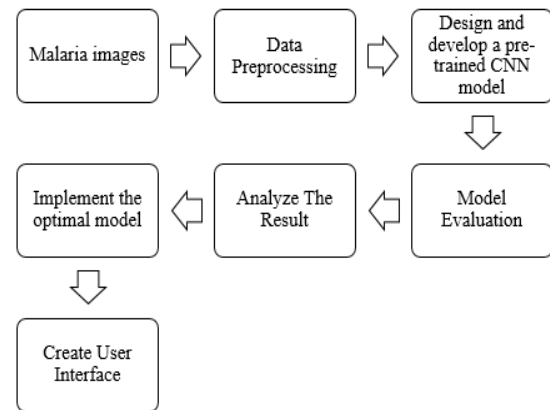 Malaria images
Data
Preprocessing
Design and
develop a pre-
trained CNN
model
Model
Evaluation
Analyze The
Result
Implement the
optimal model
Create User
Interface